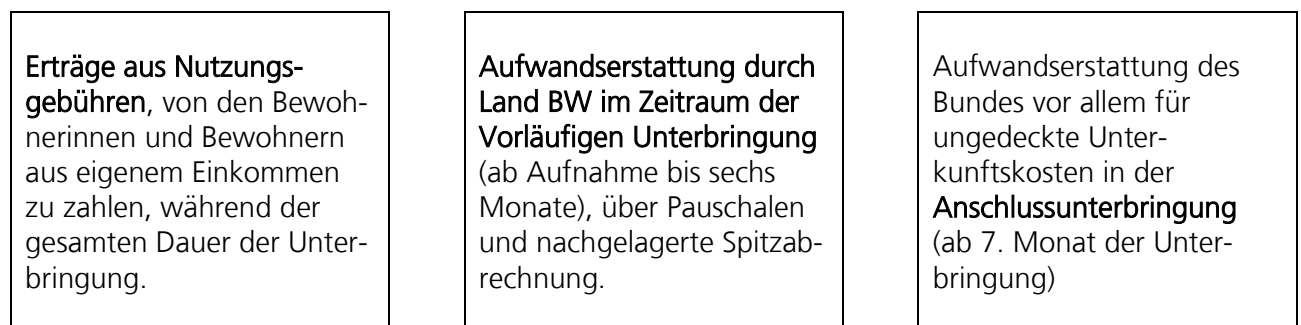 Erträge aus Nutzungs-
gebühren, von den Bewoh-
nerinnen und Bewohnern
aus eigenem Einkommen
zu zahlen, während der
gesamten Dauer der Unter-
bringung.
Aufwandserstattung durch
Land BW im Zeitraum der
Vorläufigen Unterbringung
(ab Aufnahme bis sechs
Monate), über Pauschalen
und nachgelagerte Spitzab-
rechnung.
Aufwandserstattung des
Bundes vor allem für
ungedeckte Unter-
kunftskosten in der
Anschlussunterbringung
(ab 7. Monat der Unter-
bringung)